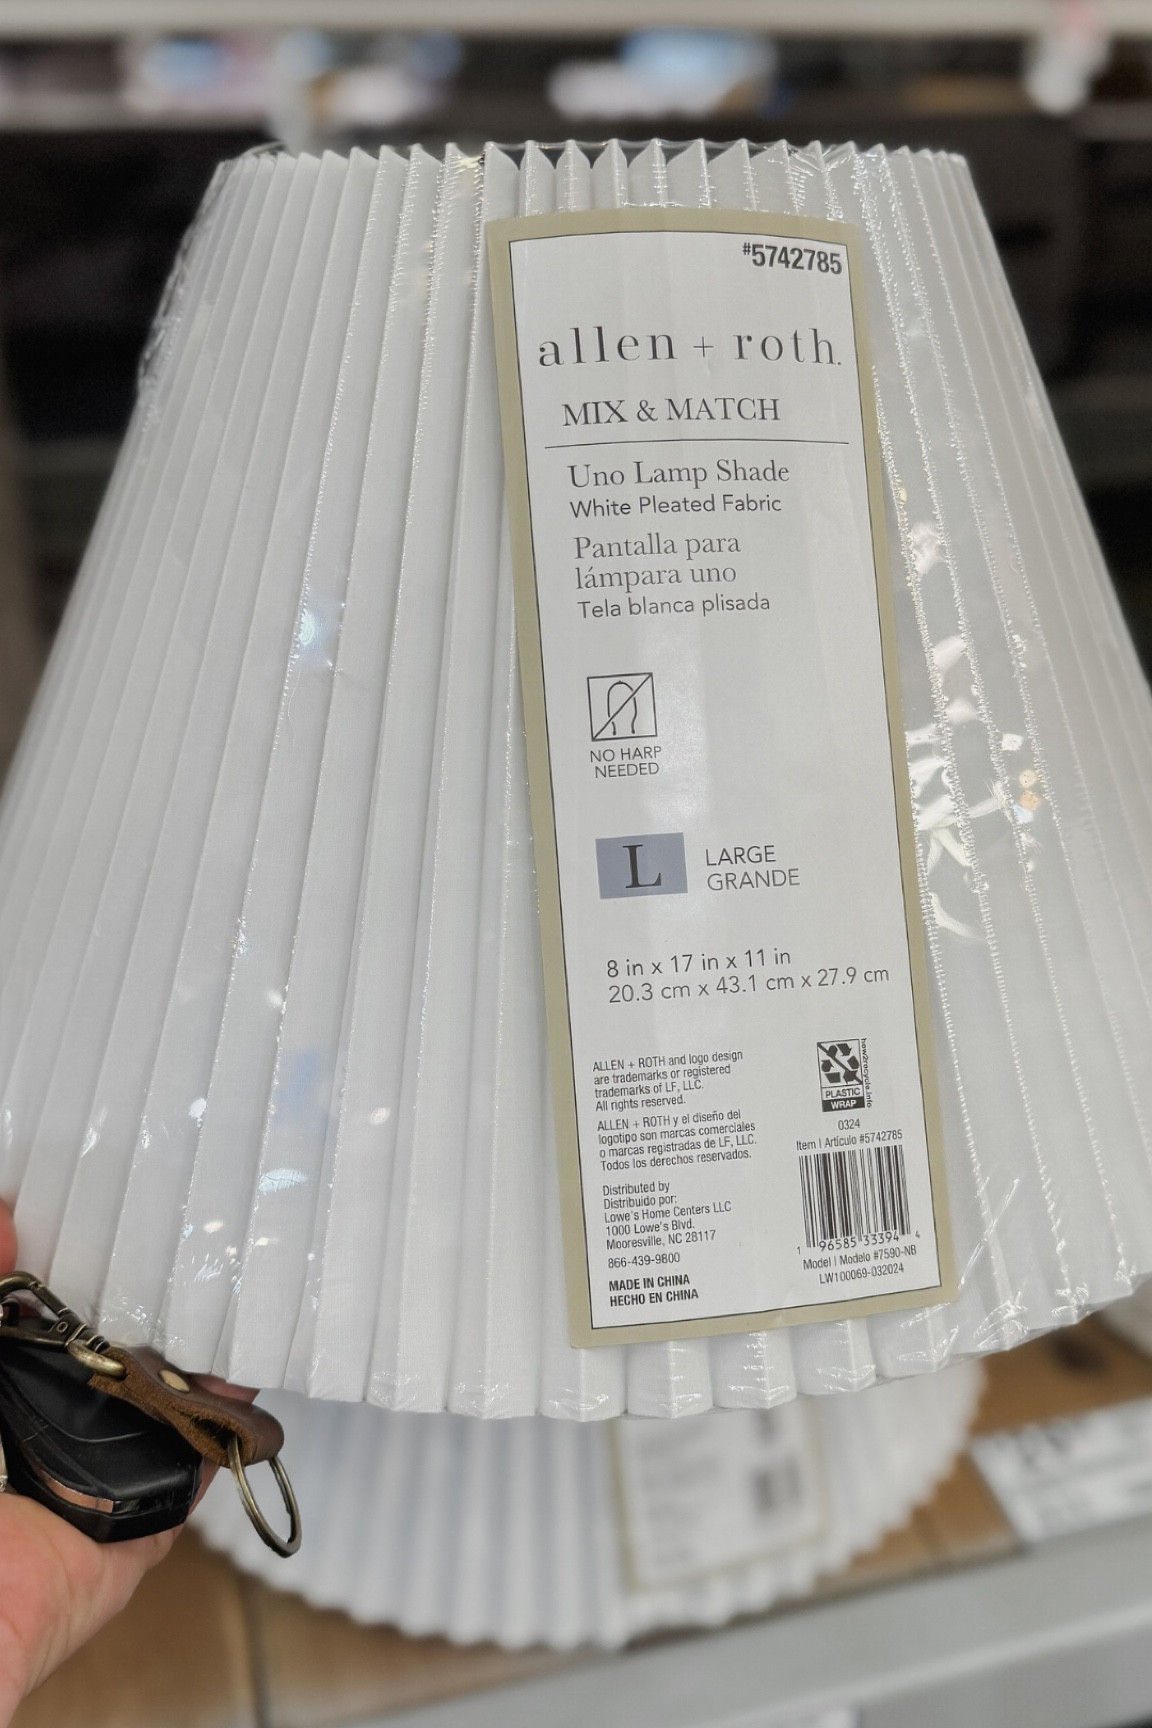 #5742785
allen + roth.
MIX & MATCH
Uno Lamp Shade
White Pleated Fabric
Pantalla para
lámpara uno
Tela blanca plisada
NO HARP
NEEDED
L
LARGE
GRANDE
8 in x 17 in x 11 in
20.3 cm x 43.1 cm x 27.9 cm
ALLEN + ROTH and logo design
are trademarks or registered
trademarks of LF, LLC.
All rights reserved.
ALLEN + ROTH y el diseño del
logotipo son marcas comerciales
o marcas registradas de LF, LLC.
Todos los derechos reservados.
Distributed by
Distribuido por:
Lowe's Home Centers LLC
1000 Lowe's Blvd.
Mooresville, NC 28117
866-439-9800
MADE IN CHINA
HECHO EN CHINA
how2recycle.info
PLASTIC
WRAP
0324
Item | Artículo #5742785
1 96585 33394 4
Model | Modelo #7590-NB
LW100069-032024